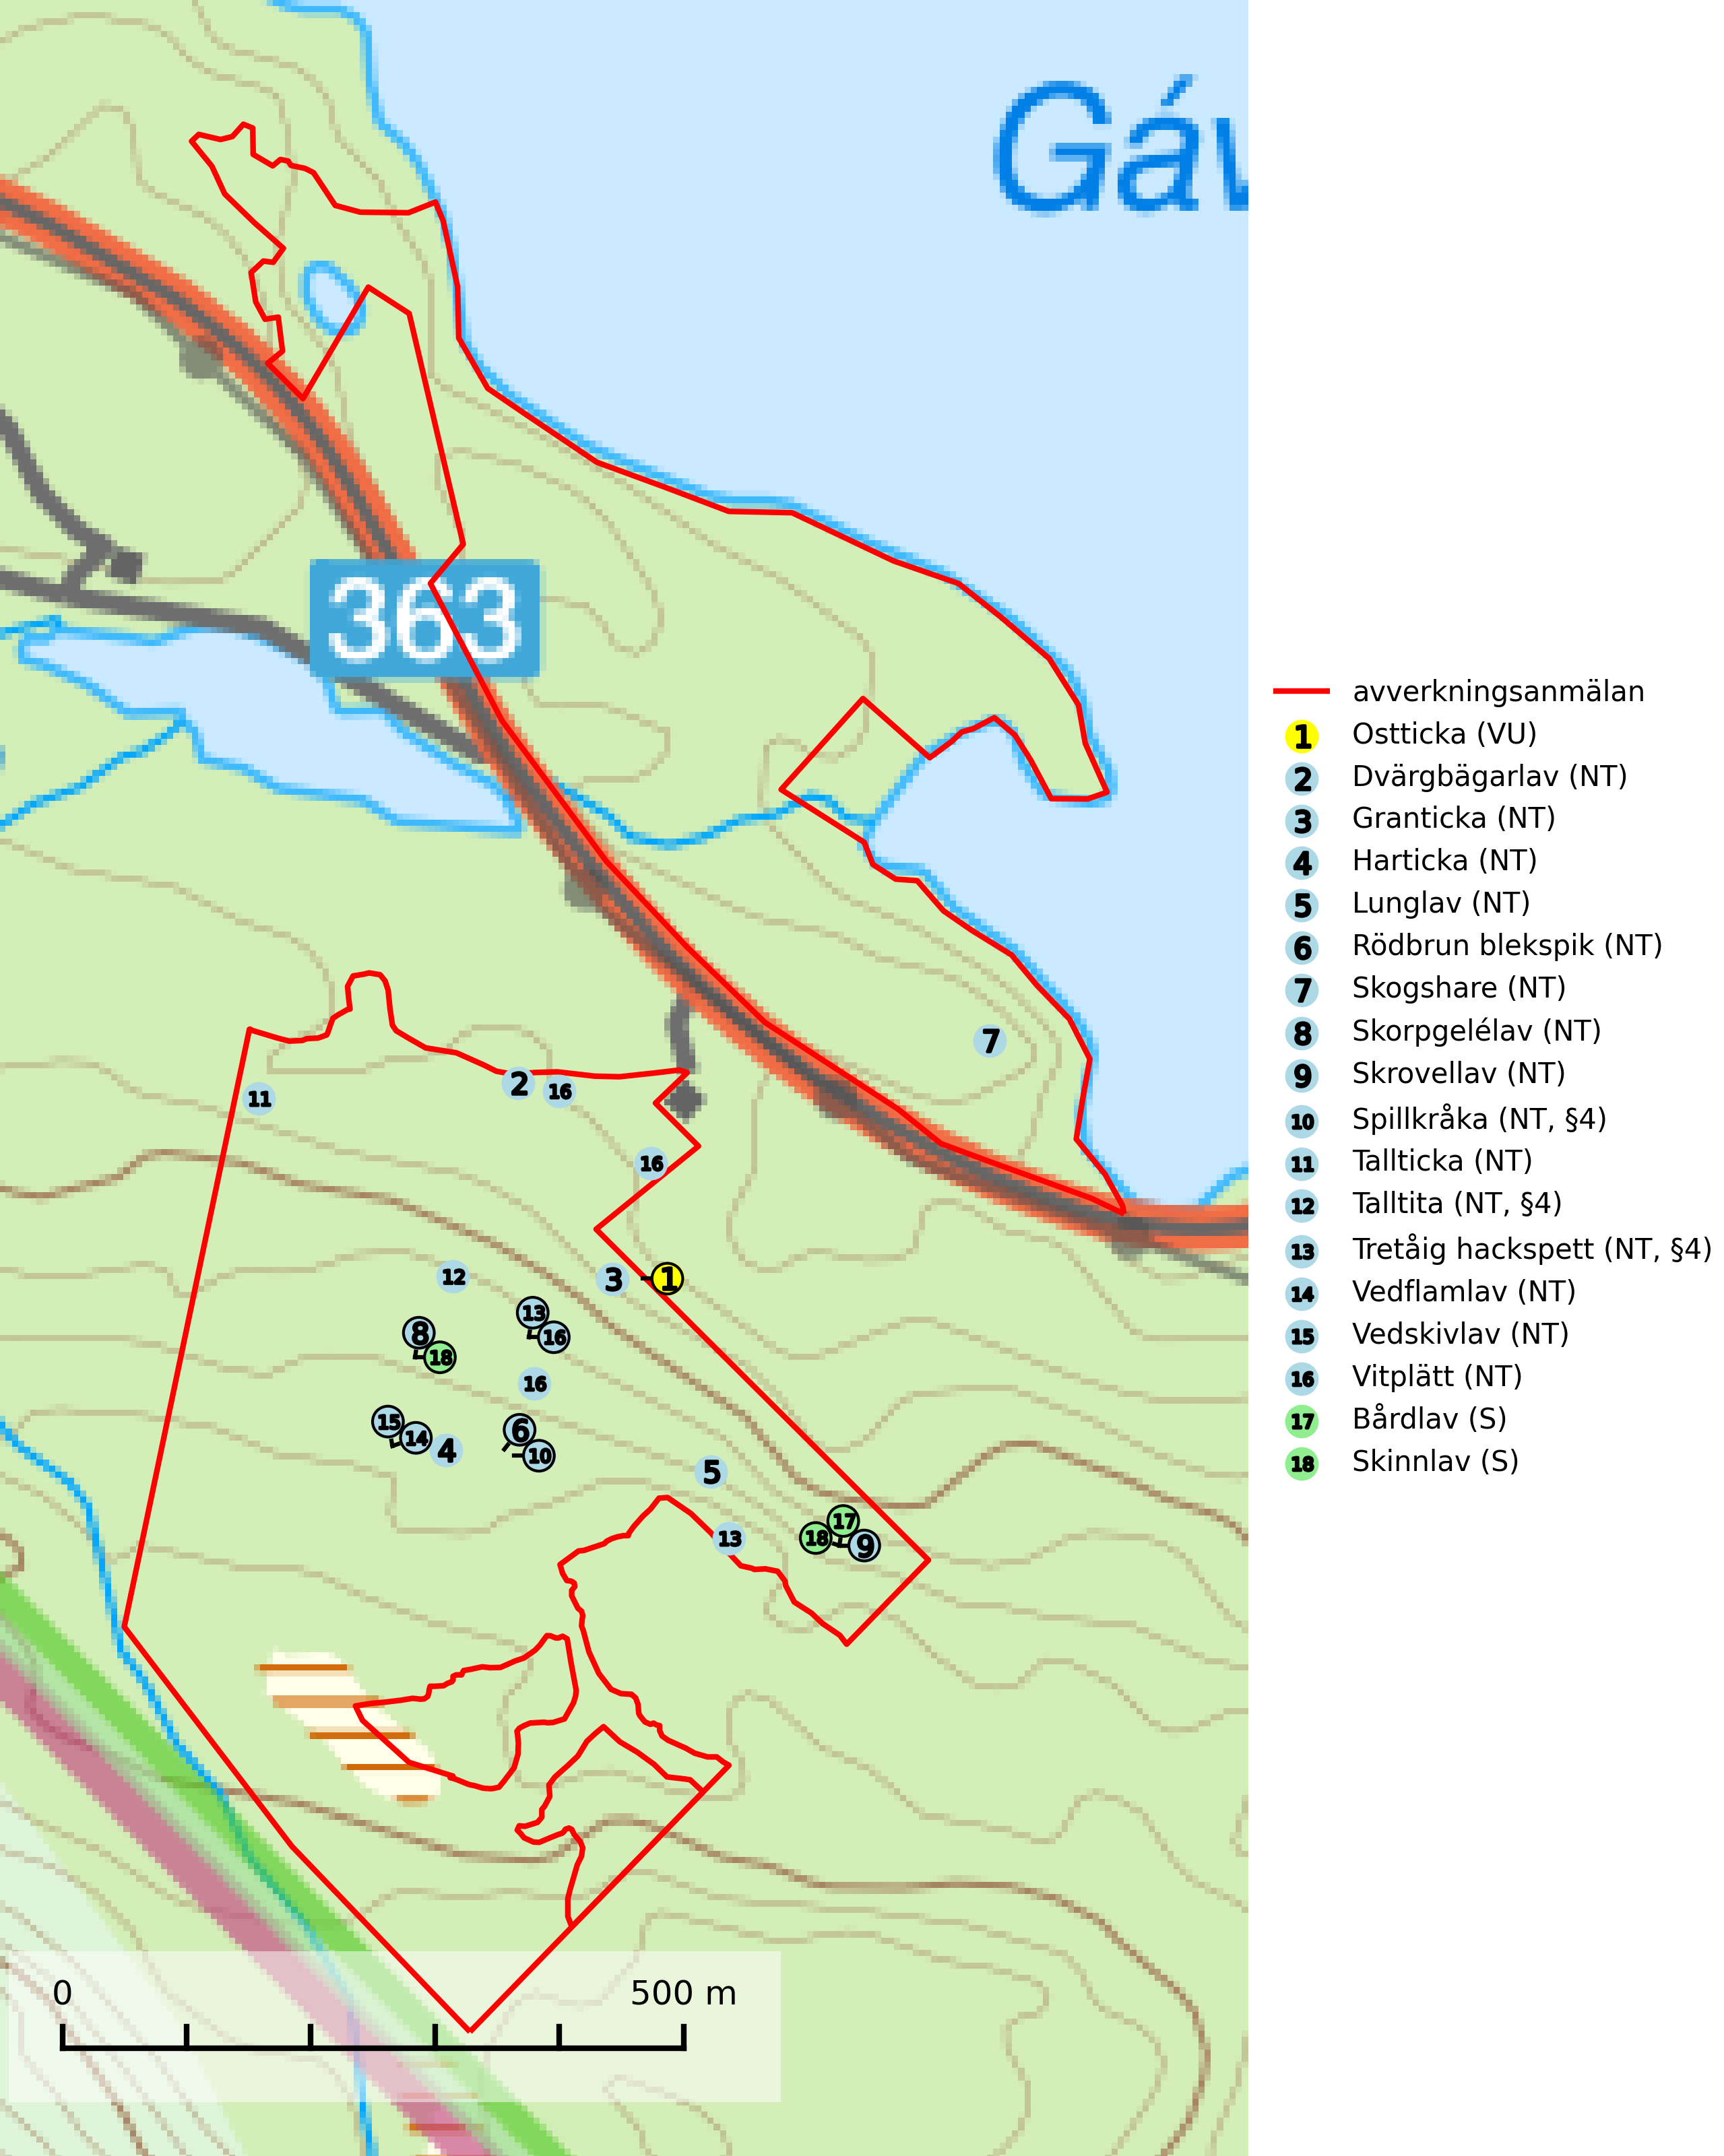 Gáv
363
7
2
16
11
16
12
3
1
13
16
8
18
16
15
14
4
6
10
5
13
17
18
9
0
500 m
avverkningsanmälan
1 Ostticka (VU)
2 Dvärgbägarlav (NT)
3 Granticka (NT)
4 Harticka (NT)
5 Lunglav (NT)
6 Rödbrun blekspik (NT)
7 Skogshare (NT)
8 Skorpgelélav (NT)
9 Skrovellav (NT)
10 Spillkråka (NT, §4)
11 Tallticka (NT)
12 Talltita (NT, §4)
13 Tretåig hackspett (NT, §4)
14 Vedflamlav (NT)
15 Vedskivlav (NT)
16 Vitplätt (NT)
17 Bårdlav (S)
18 Skinnlav (S)